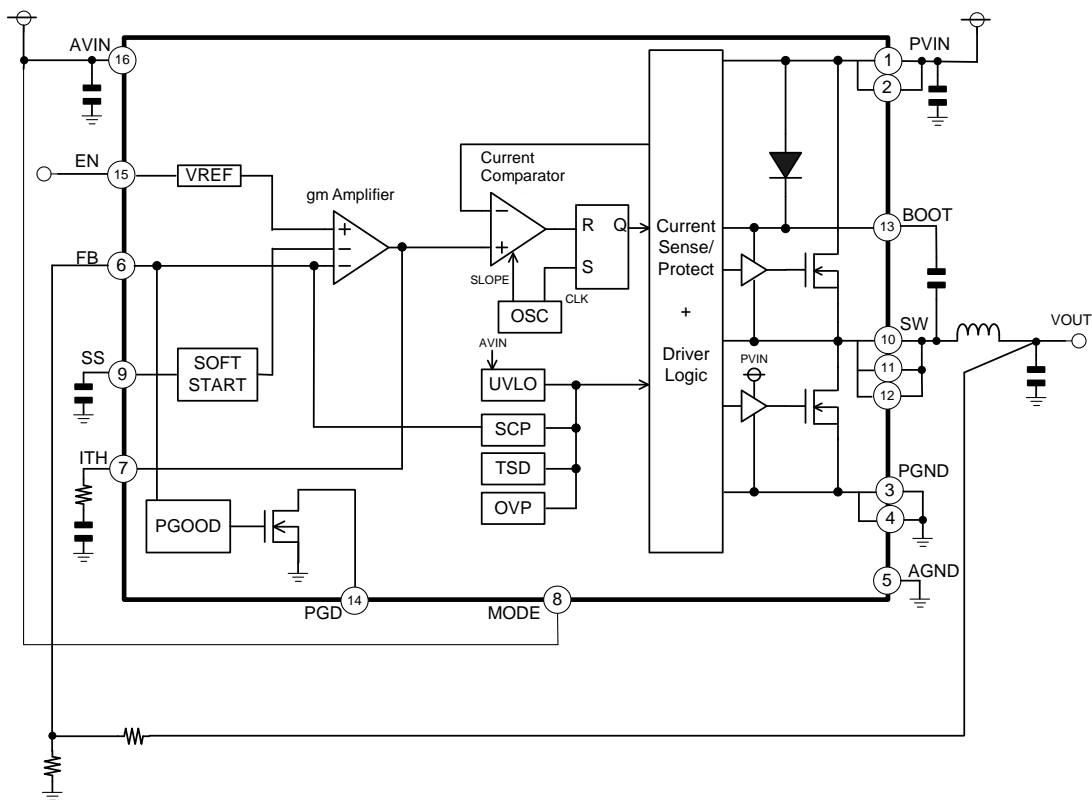 AVIN
16
PVIN
1
2
EN
15
VREF
gm Amplifier
+
−
−
Current
Comparator
−
+
R
Q
S
SLOPE
CLK
OSC
Current
Sense/
Protect
+
Driver
Logic
BOOT
13
FB
6
SS
9
SOFT
START
AVIN
UVLO
SCP
TSD
OVP
PVIN
SW
10
11
12
VOUT
ITH
7
PGOOD
PGND
3
4
5
AGND
PGD
14
MODE
8